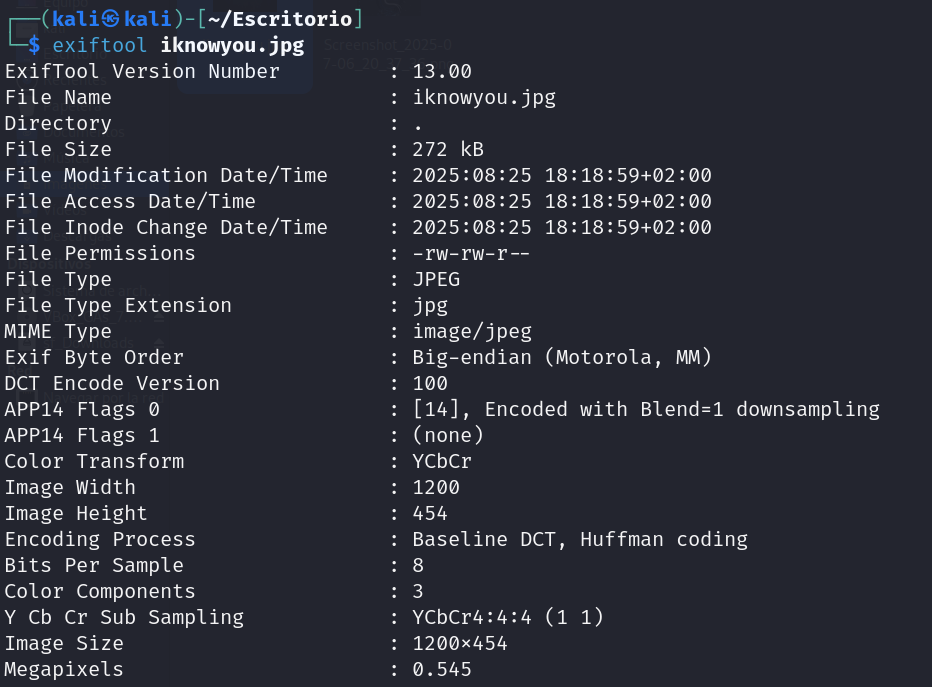 ┌──(kali㉿kali)-[~/Escritorio]
└─$ exiftool iknowyou.jpg
ExifTool Version Number : 13.00
File Name : iknowyou.jpg
Directory : .
File Size : 272 kB
File Modification Date/Time : 2025:08:25 18:18:59+02:00
File Access Date/Time : 2025:08:25 18:18:59+02:00
File Inode Change Date/Time : 2025:08:25 18:18:59+02:00
File Permissions : -rw-rw-r--
File Type : JPEG
File Type Extension : jpg
MIME Type : image/jpeg
Exif Byte Order : Big-endian (Motorola, MM)
DCT Encode Version : 100
APP14 Flags 0 : [14], Encoded with Blend=1 downsampling
APP14 Flags 1 : (none)
Color Transform : YCbCr
Image Width : 1200
Image Height : 454
Encoding Process : Baseline DCT, Huffman coding
Bits Per Sample : 8
Color Components : 3
Y Cb Cr Sub Sampling : YCbCr4:4:4 (1 1)
Image Size : 1200×454
Megapixels : 0.545